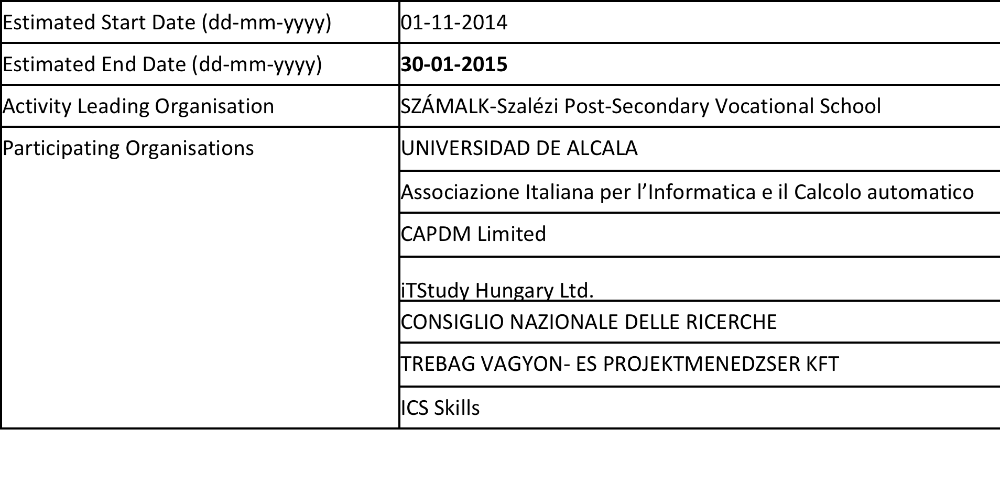 Estimated Start Date (dd-mm-yyyy) 01-11-2014
Estimated End Date (dd-mm-yyyy) 30-01-2015
Activity Leading Organisation SZÁMALK-Szalézi Post-Secondary Vocational School
Participating Organisations UNIVERSIDAD DE ALCALA
Associazione Italiana per l’Informatica e il Calcolo automatico
CAPDM Limited
iTStudy Hungary Ltd.
CONSIGLIO NAZIONALE DELLE RICERCHE
TREBAG VAGYON- ES PROJEKTMENEDZSER KFT
ICS Skills